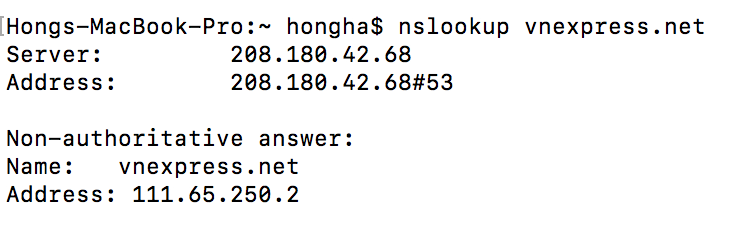 Hongs-MacBook-Pro:~ hongha$ nslookup vnexpress.net
Server: 208.180.42.68
Address: 208.180.42.68#53
Non-authoritative answer:
Name: vnexpress.net
Address: 111.65.250.2